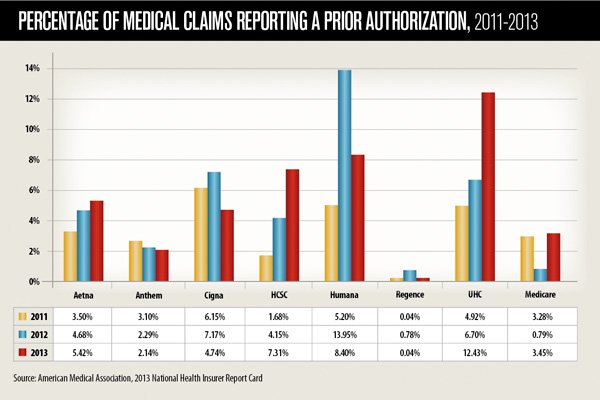 PERCENTAGE OF MEDICAL CLAIMS REPORTING A PRIOR AUTHORIZATION, 2011-2013
14%
12%
10%
8%
6%
4%
2%
0%
Aetna Anthem Cigna HCSC Humana Regence UHC Medicare
2011 3.50% 3.10% 6.15% 1.68% 5.20% 0.04% 4.92% 3.28%
2012 4.68% 2.29% 7.17% 4.15% 13.95% 0.78% 6.70% 0.79%
2013 5.42% 2.14% 4.74% 7.31% 8.40% 0.04% 12.43% 3.45%
Source: American Medical Association, 2013 National Health Insurer Report Card